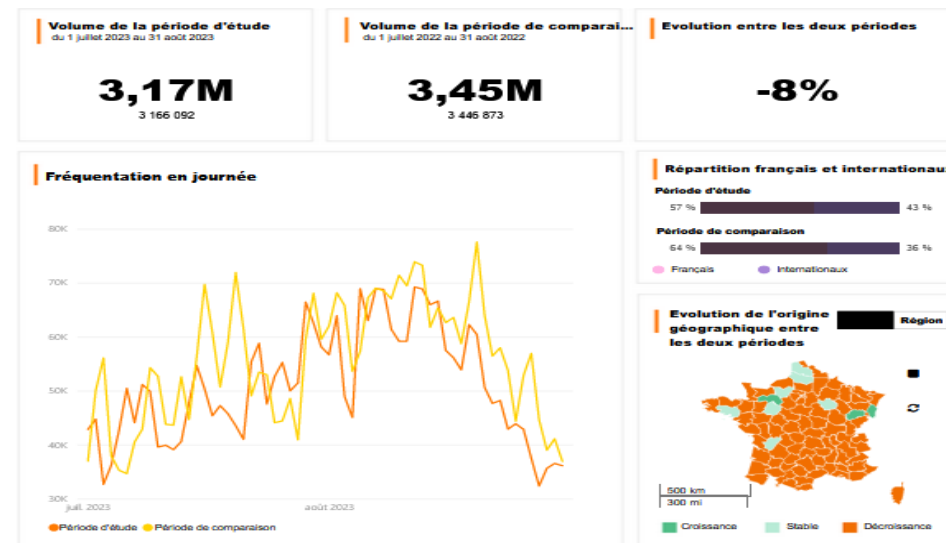 Volume de la période d'étude
du 1 juillet 2023 au 31 août 2023
3,17M
3 166 092
Volume de la période de comparai...
du 1 juillet 2022 au 31 août 2022
3,45M
3 446 873
Evolution entre les deux périodes
-8%
Fréquentation en journée
80K
70K
60K
50K
40K
30K
juil. 2023
août 2023
Période d'étude
Période de comparaison
Répartition français et internationaux
Période d'étude
57 %
43 %
Période de comparaison
64 %
36 %
Français
Internationaux
Evolution de l'origine
géographique entre
les deux périodes
Région
500 km
300 mi
Croissance
Stable
Décroissance